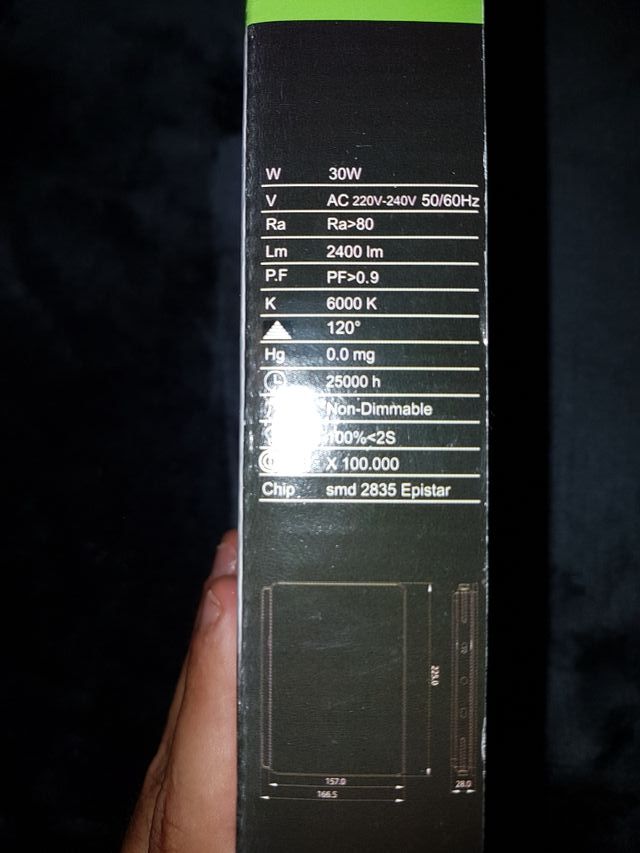 W 30W
V AC 220V-240V 50/60Hz
Ra Ra>80
Lm 2400 lm
P.F PF>0.9
K 6000 K
120°
Hg 0.0 mg
25000 h
Non-Dimmable
100%<2S
X 100.000
Chip smd 2835 Epistar
225.0
157.0
166.5
28.0